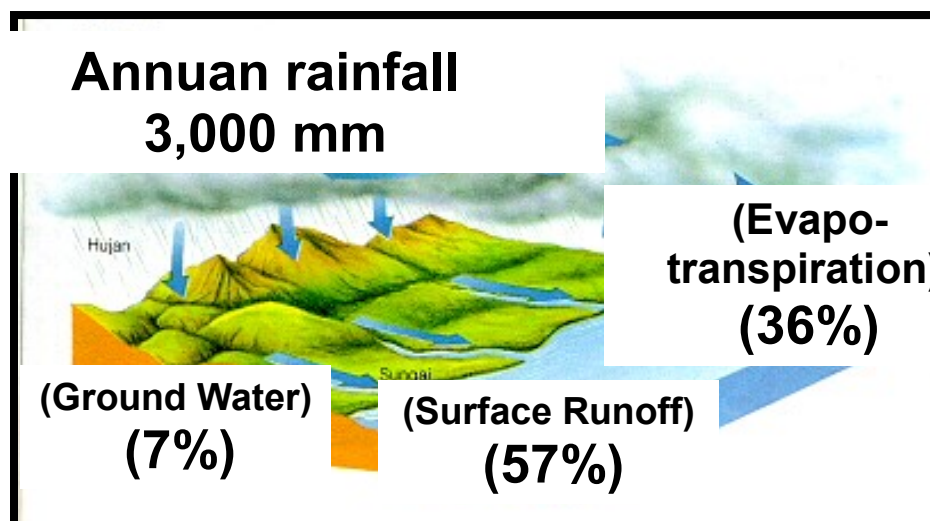 Annuan rainfall
3,000 mm
Hujan
(Evapo-
transpiration)
(36%)
Sungai
(Ground Water)
(7%)
(Surface Runoff)
(57%)